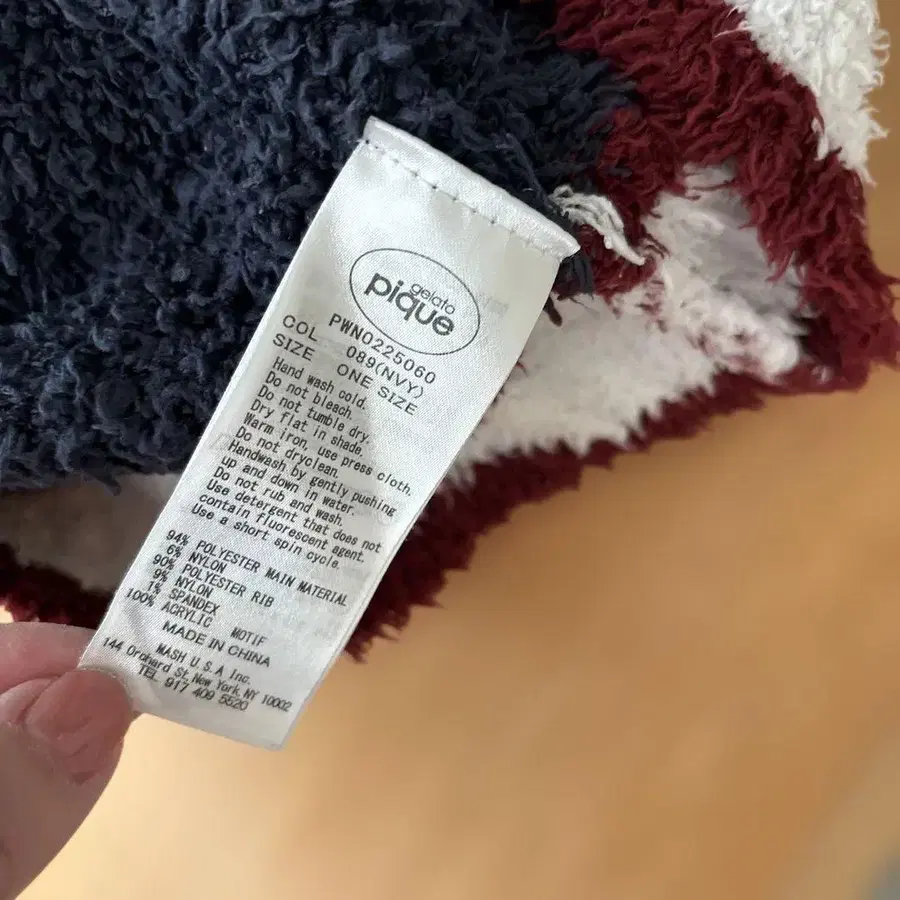 gelato
pique
PWNO225060
COL 089(NVY)
SIZE ONE SIZE
Hand wash cold.
Do not bleach.
Do not tumble dry.
Dry flat in shade.
Warm iron, use press cloth.
Do not dryclean.
Handwash by gently pushing
up and down in water.
Do not rub and wash.
Use detergent that does not
contain fluorescent agent.
Use a short spin cycle.
94% POLYESTER MAIN MATERIAL
6% NYLON
90% POLYESTER RIB
9% NYLON
1% SPANDEX
100% ACRYLIC MOTIF
MADE IN CHINA
MASH U.S.A Inc.
144 Orchard St, New York, NY 10002
TEL 917 409 5520